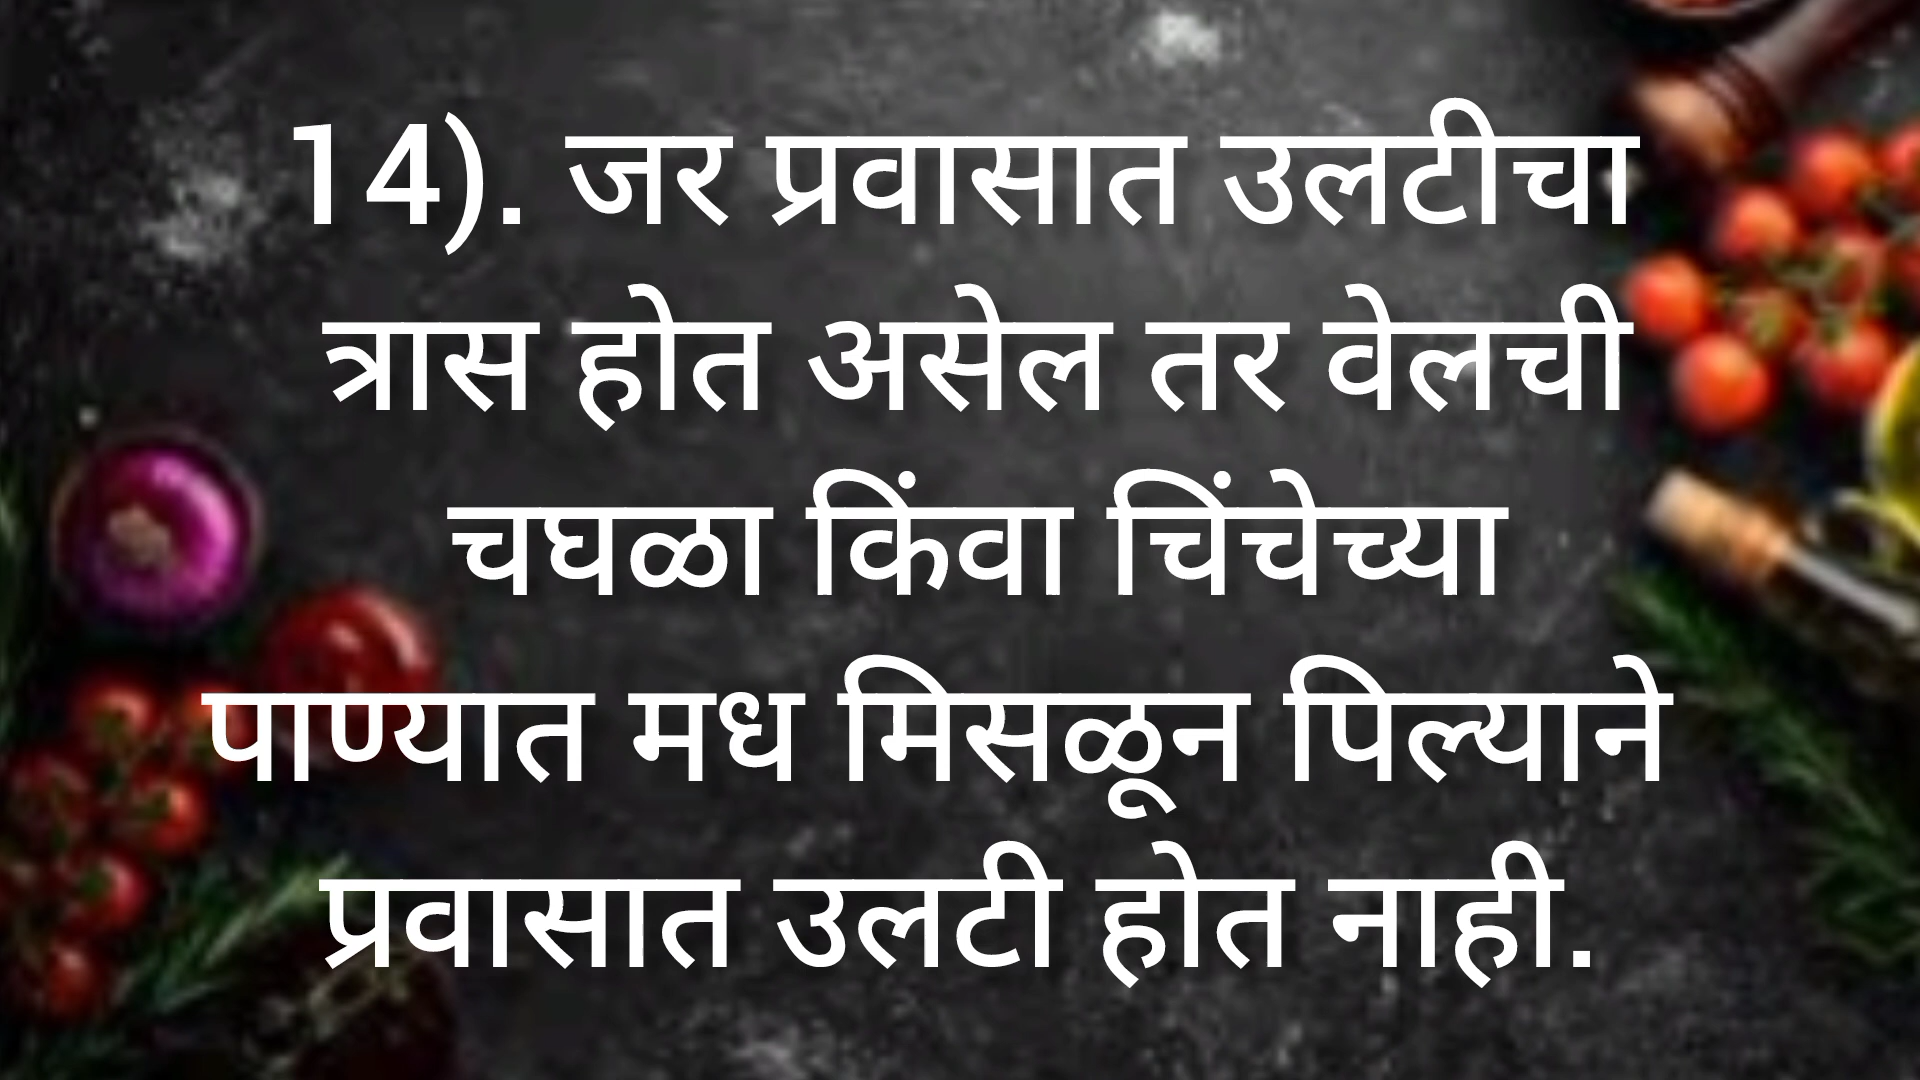 14). जर प्रवासात उलटीचा
त्रास होत असेल तर वेलची
चघळा किंवा चिंचेच्या
पाण्यात मध मिसळून पिल्याने
प्रवासात उलटी होत नाही.